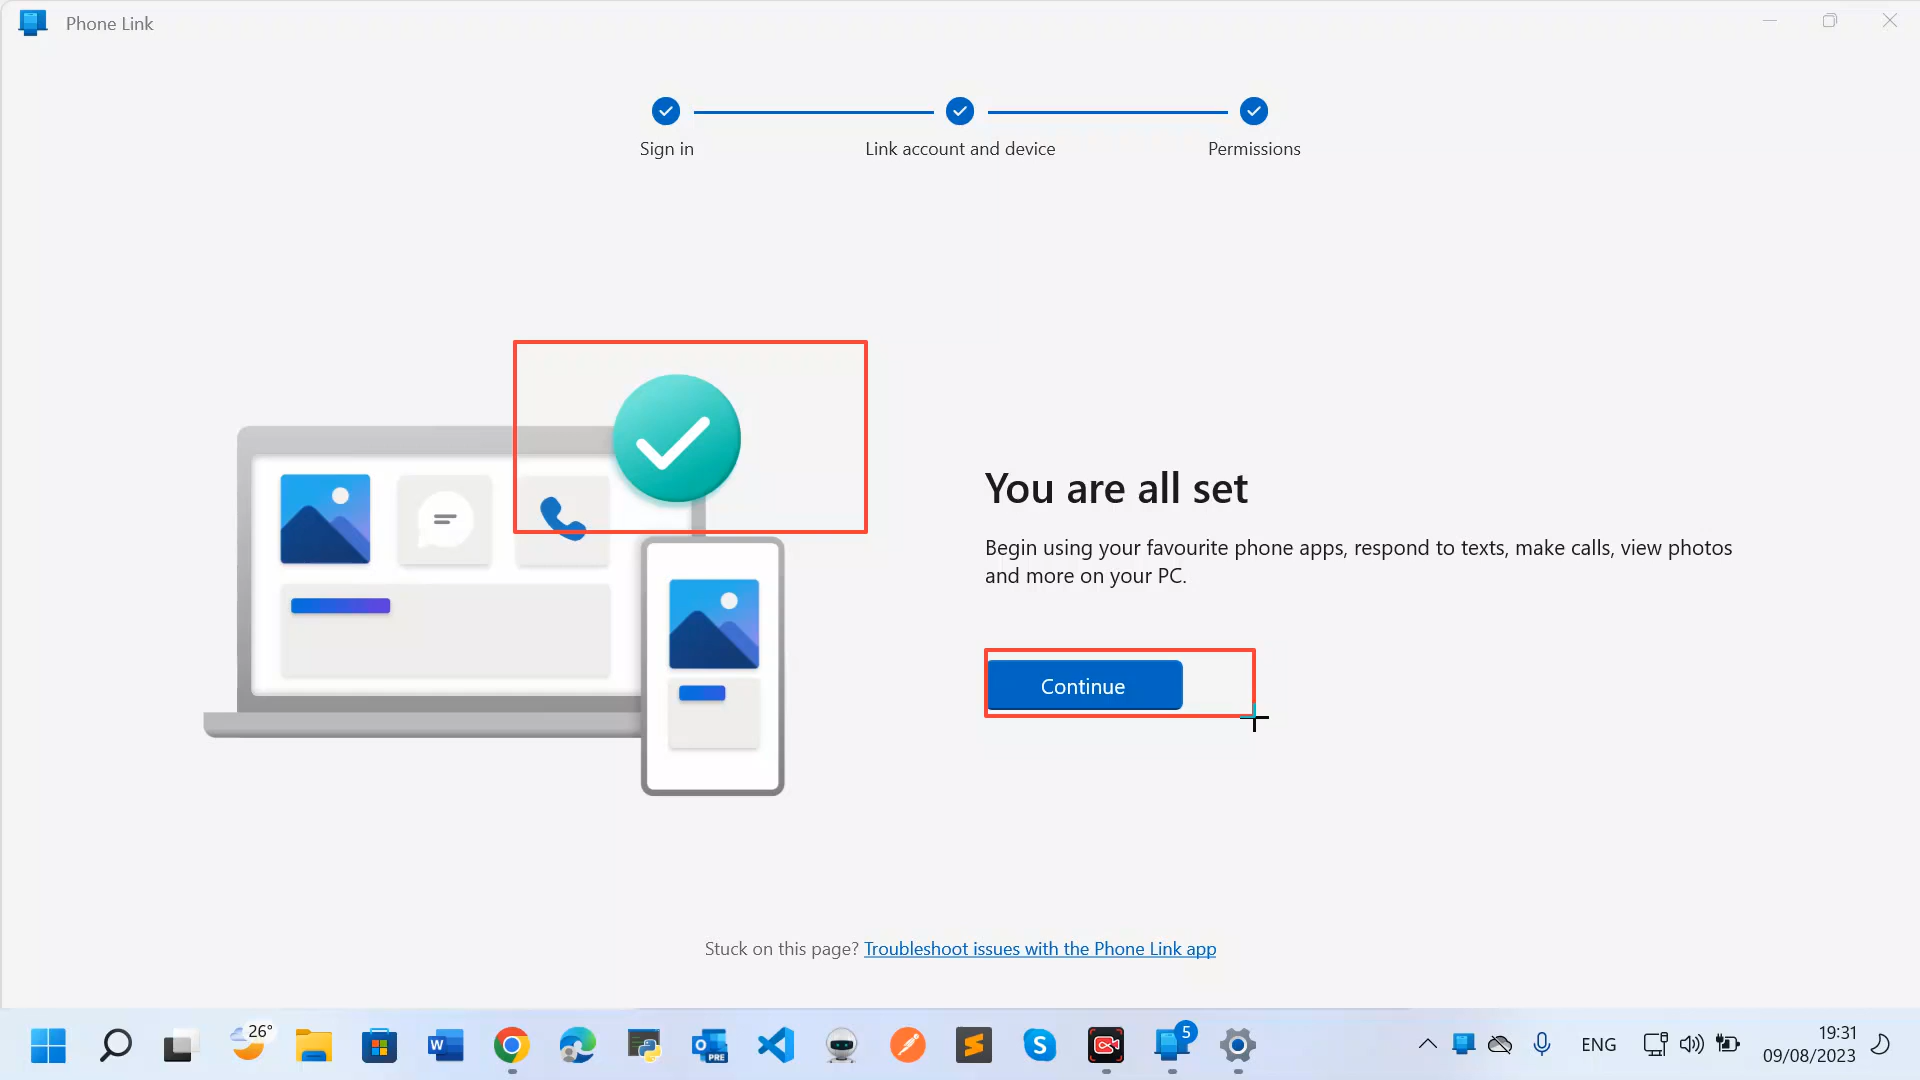 Phone Link
Sign in
Link account and device
Permissions
You are all set
Begin using your favourite phone apps, respond to texts, make calls, view photos
and more on your PC.
Continue
Stuck on this page? Troubleshoot issues with the Phone Link app
26°
W
O
PRE
S
S
5
ENG
19:31
09/08/2023